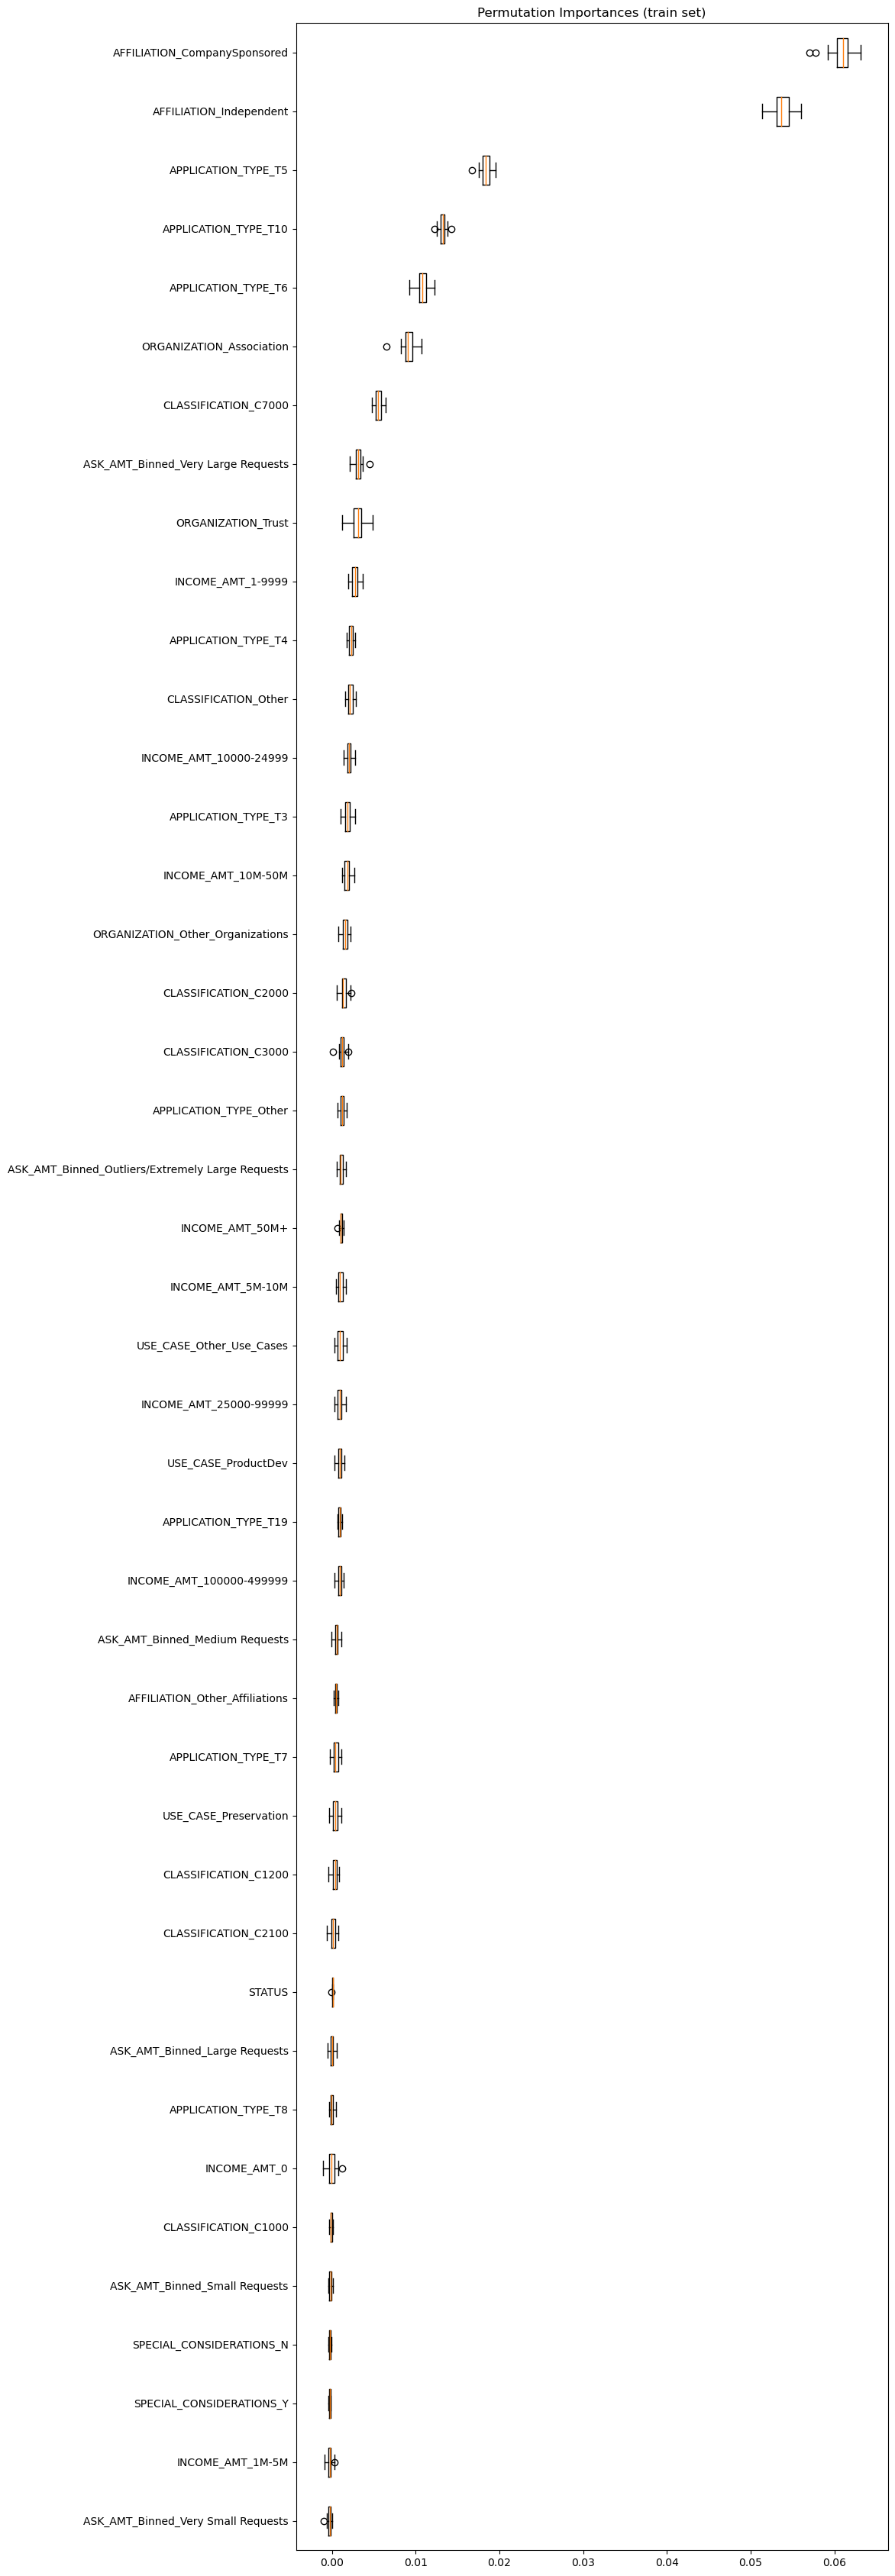 Permutation Importances (train set)
AFFILIATION_CompanySponsored
AFFILIATION_Independent
APPLICATION_TYPE_T5
APPLICATION_TYPE_T10
APPLICATION_TYPE_T6
ORGANIZATION_Association
CLASSIFICATION_C7000
ASK_AMT_Binned_Very Large Requests
ORGANIZATION_Trust
INCOME_AMT_1-9999
APPLICATION_TYPE_T4
CLASSIFICATION_Other
INCOME_AMT_10000-24999
APPLICATION_TYPE_T3
INCOME_AMT_10M-50M
ORGANIZATION_Other_Organizations
CLASSIFICATION_C2000
CLASSIFICATION_C3000
APPLICATION_TYPE_Other
ASK_AMT_Binned_Outliers/Extremely Large Requests
INCOME_AMT_50M+
INCOME_AMT_5M-10M
USE_CASE_Other_Use_Cases
INCOME_AMT_25000-99999
USE_CASE_ProductDev
APPLICATION_TYPE_T19
INCOME_AMT_100000-499999
ASK_AMT_Binned_Medium Requests
AFFILIATION_Other_Affiliations
APPLICATION_TYPE_T7
USE_CASE_Preservation
CLASSIFICATION_C1200
CLASSIFICATION_C2100
STATUS
ASK_AMT_Binned_Large Requests
APPLICATION_TYPE_T8
INCOME_AMT_0
CLASSIFICATION_C1000
ASK_AMT_Binned_Small Requests
SPECIAL_CONSIDERATIONS_N
SPECIAL_CONSIDERATIONS_Y
INCOME_AMT_1M-5M
ASK_AMT_Binned_Very Small Requests
0.00 0.01 0.02 0.03 0.04 0.05 0.06